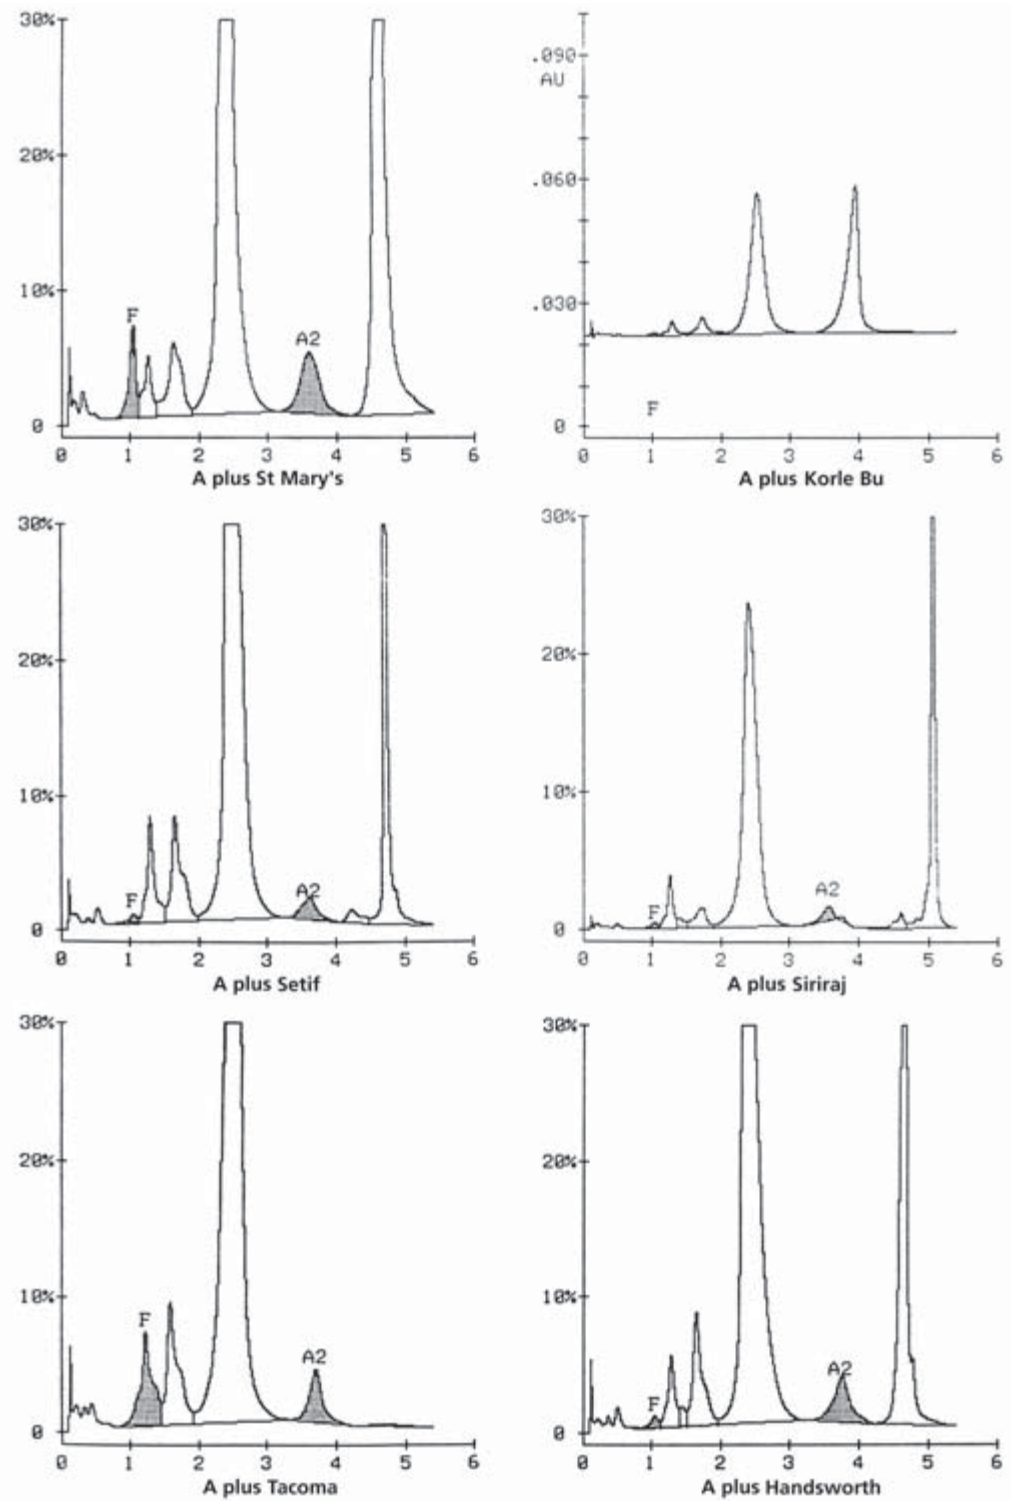 30%
20%
10%
0
F
A2
0 1 2 3 4 5 6
A plus St Mary's
.090
AU
.060
.030
0
F
0 1 2 3 4 5 6
A plus Korle Bu
30%
20%
10%
0
F
A2
0 1 2 3 4 5 6
A plus Setif
30%
20%
10%
0
F
A2
0 1 2 3 4 5 6
A plus Siriraj
30%
20%
10%
0
F
A2
0 1 2 3 4 5 6
A plus Tacoma
30%
20%
10%
0
F
A2
0 1 2 3 4 5 6
A plus Handsworth